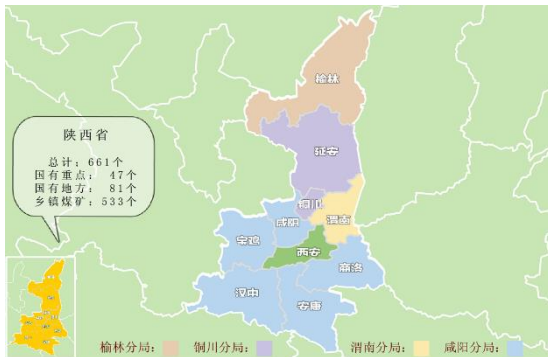 榆林
延安
铜川
渭南
咸阳
宝鸡
西安
商洛
汉中
安康
陕西省
总计：661个
国有重点：47个
国有地方：81个
乡镇煤矿：533个
榆林分局： 铜川分局： 渭南分局： 咸阳分局：